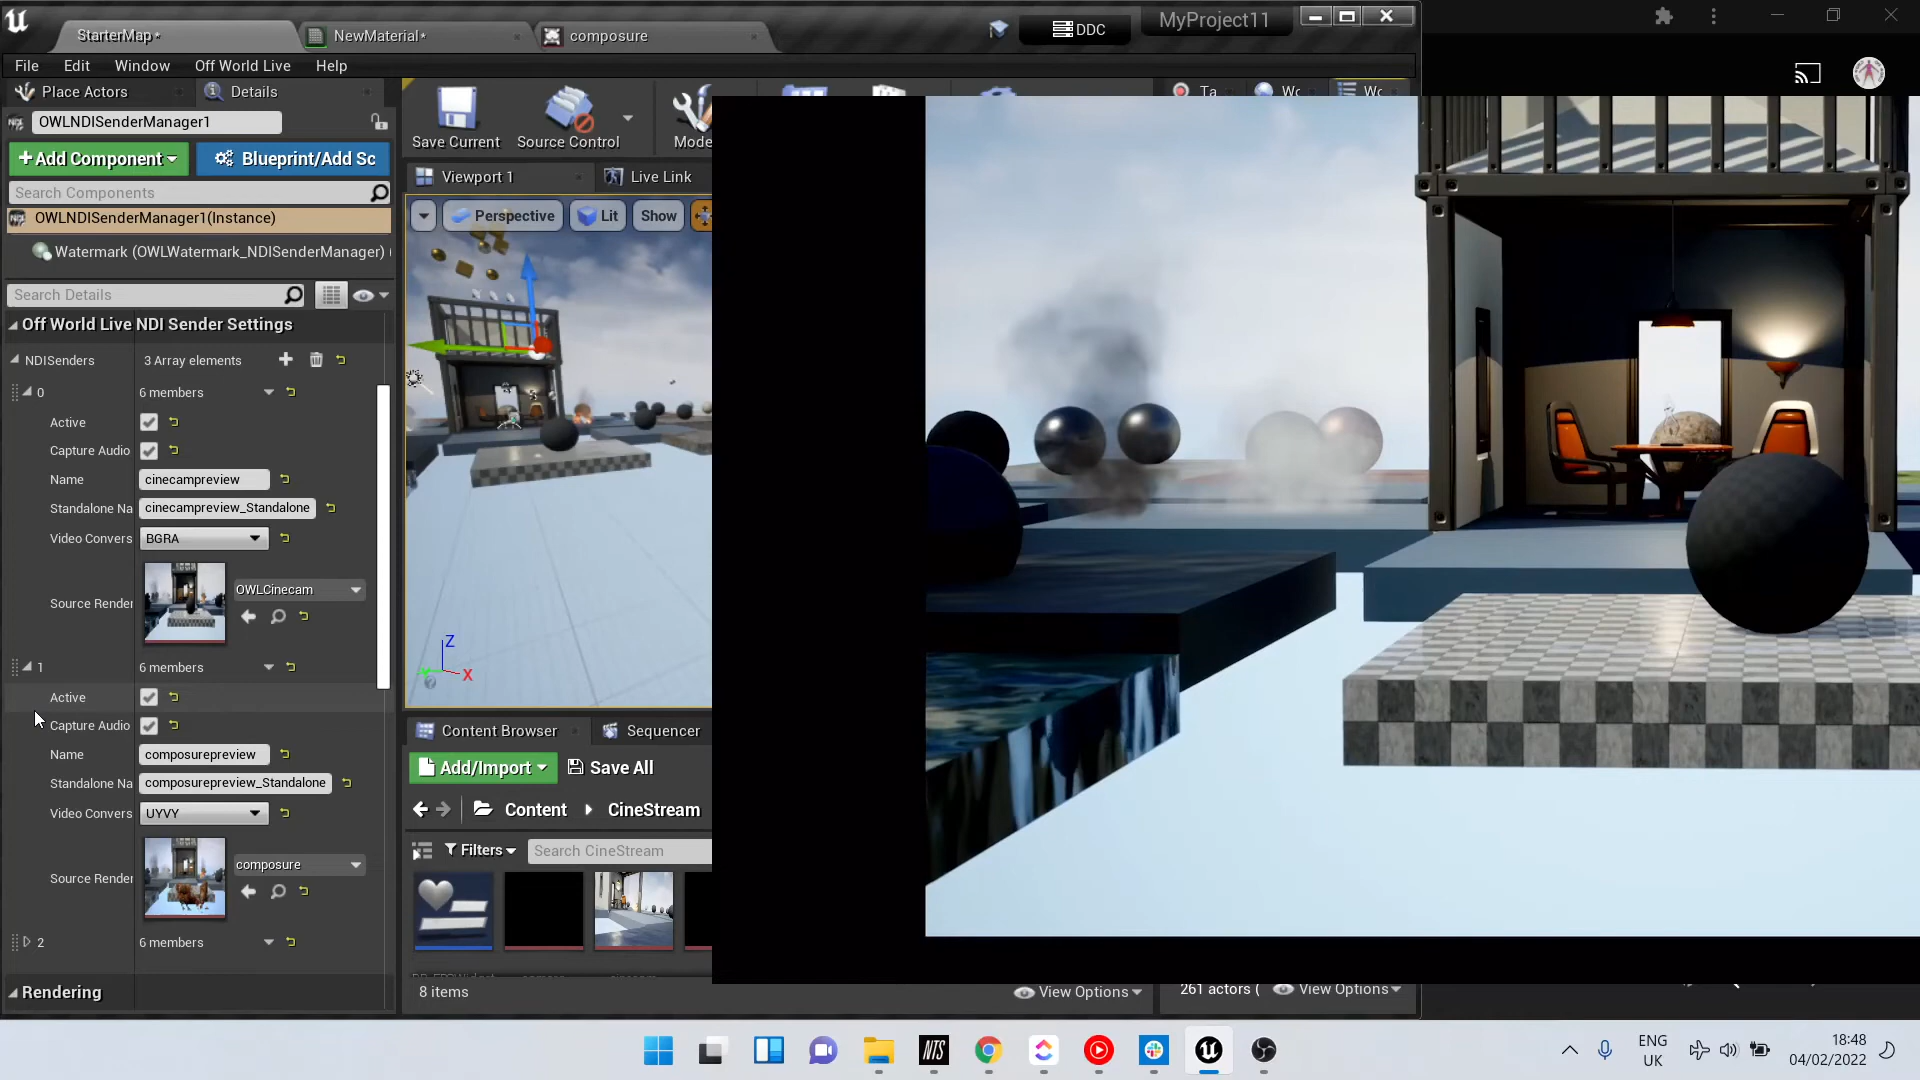 StarterMap*
NewMaterial*
composure
DDC
MyProject11
File Edit Window Off World Live Help
Place Actors
Details
OWLNDISenderManager1
+Add Component
Blueprint/Add Sc
Search Components
OWLNDISenderManager1(Instance)
Watermark (OWLWatermark_NDISenderManager) (
Search Details
Off World Live NDI Sender Settings
NDISenders 3 Array elements
0 6 members
Active
Capture Audio
Name cinecampreview
Standalone Na cinecampreview_Standalone
Video Convers BGRA
Source Render OWLCinecam
1 6 members
Active
Capture Audio
Name composurepreview
Standalone Na composurepreview_Standalone
Video Convers UYVY
Source Render composure
2 6 members
Rendering
Save Current
Source Control
Mode
Ta
Wc
Wc
Viewport 1
Live Link
Perspective
Lit
Show
Z
X
Content Browser
Sequencer
Add/Import
Save All
Content
CineStream
Filters
Search CineStream
8 items
View Options
261 actors (
View Options
NTS
ENG
UK
18:48
04/02/2022